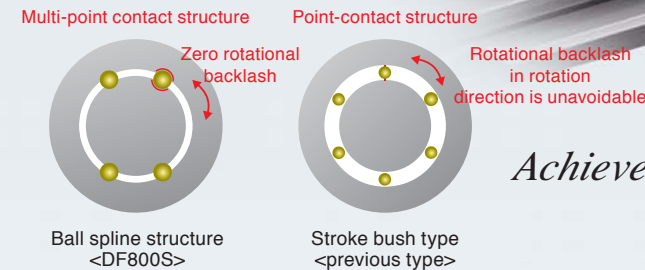 Multi-point contact structure
Point-contact structure
Zero rotational
backlash
Rotational backlash
in rotation
direction is unavoidable
Achieve
Ball spline structure
<DF800S>
Stroke bush type
<previous type>